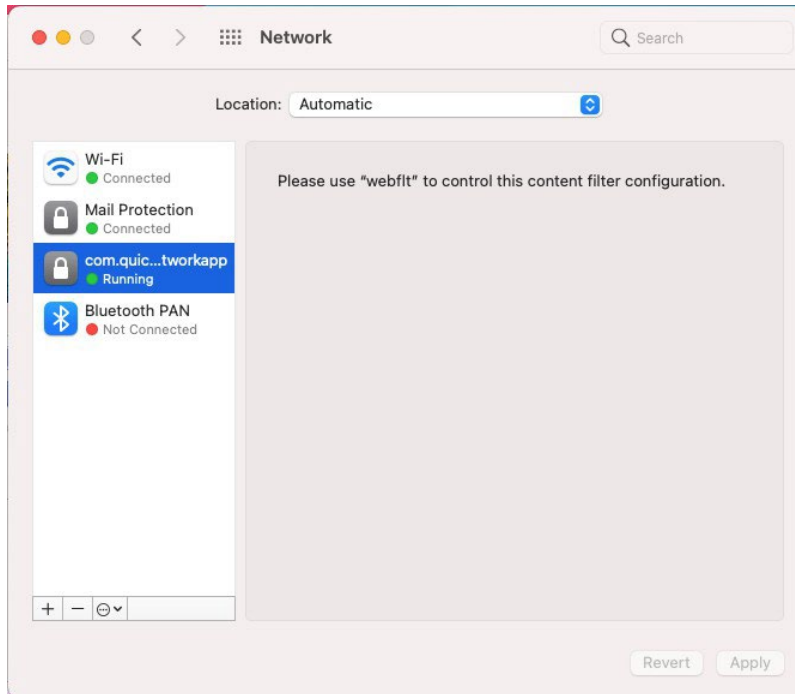 Network
Search
Location: Automatic
Wi-Fi
Connected
Mail Protection
Connected
com.quic...tworkapp
Running
Bluetooth PAN
Not Connected
Please use “webflt” to control this content filter configuration.
Revert Apply